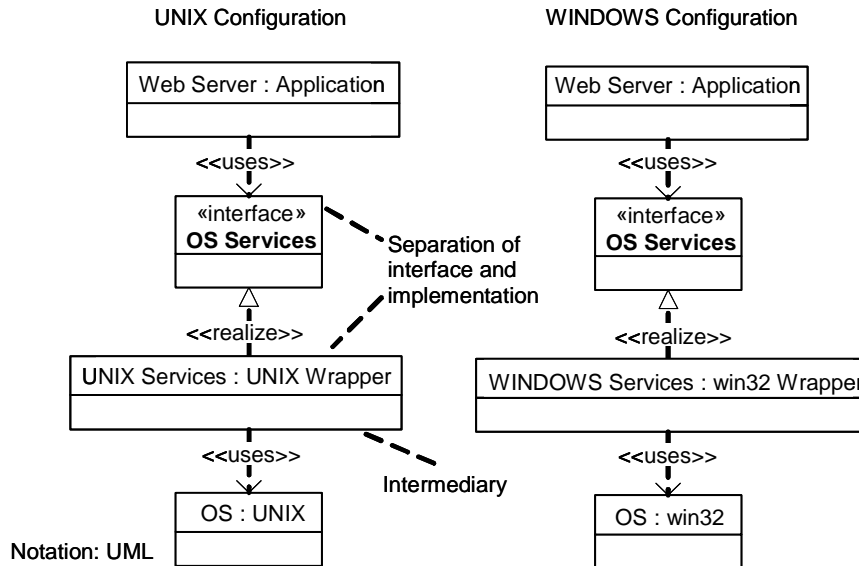 UNIX Configuration
Web Server : Application
<<uses>>
«interface»
OS Services
Separation of
interface and
implementation
<<realize>>
UNIX Services : UNIX Wrapper
<<uses>>
Intermediary
OS : UNIX
Notation: UML
WINDOWS Configuration
Web Server : Application
<<uses>>
«interface»
OS Services
<<realize>>
WINDOWS Services : win32 Wrapper
<<uses>>
OS : win32